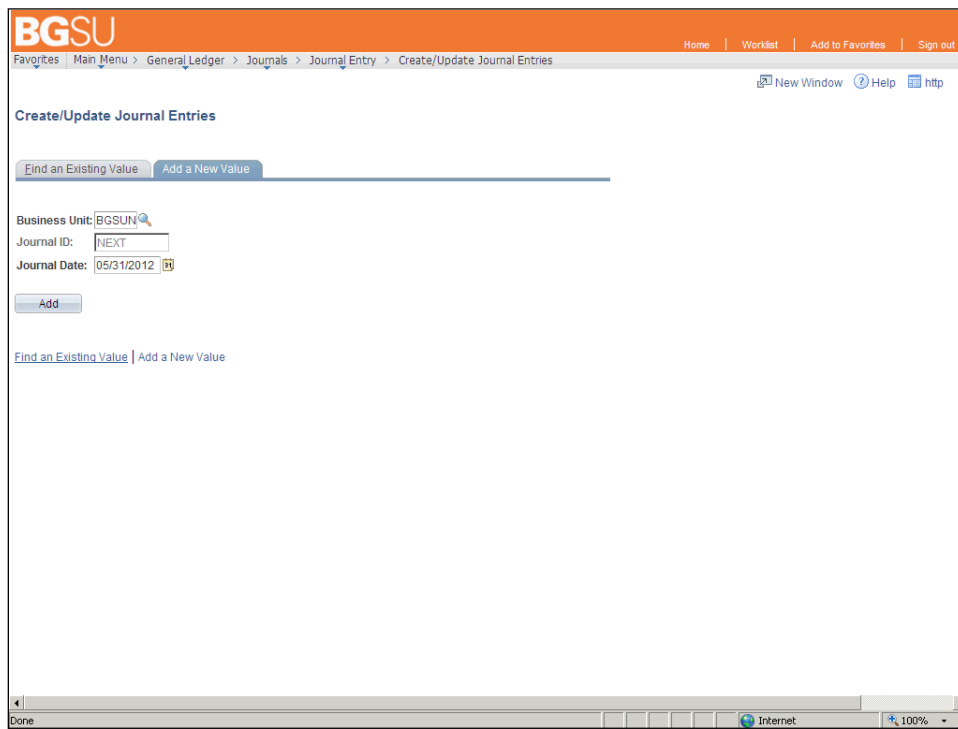 BGSU
Home | Worklist | Add to Favorites | Sign out
Favorites | Main Menu > General Ledger > Journals > Journal Entry > Create/Update Journal Entries
New Window ? Help http
Create/Update Journal Entries
Find an Existing Value Add a New Value
Business Unit: BGSUN
Journal ID: NEXT
Journal Date: 05/31/2012 31
Add
Find an Existing Value | Add a New Value
Done Internet 100%